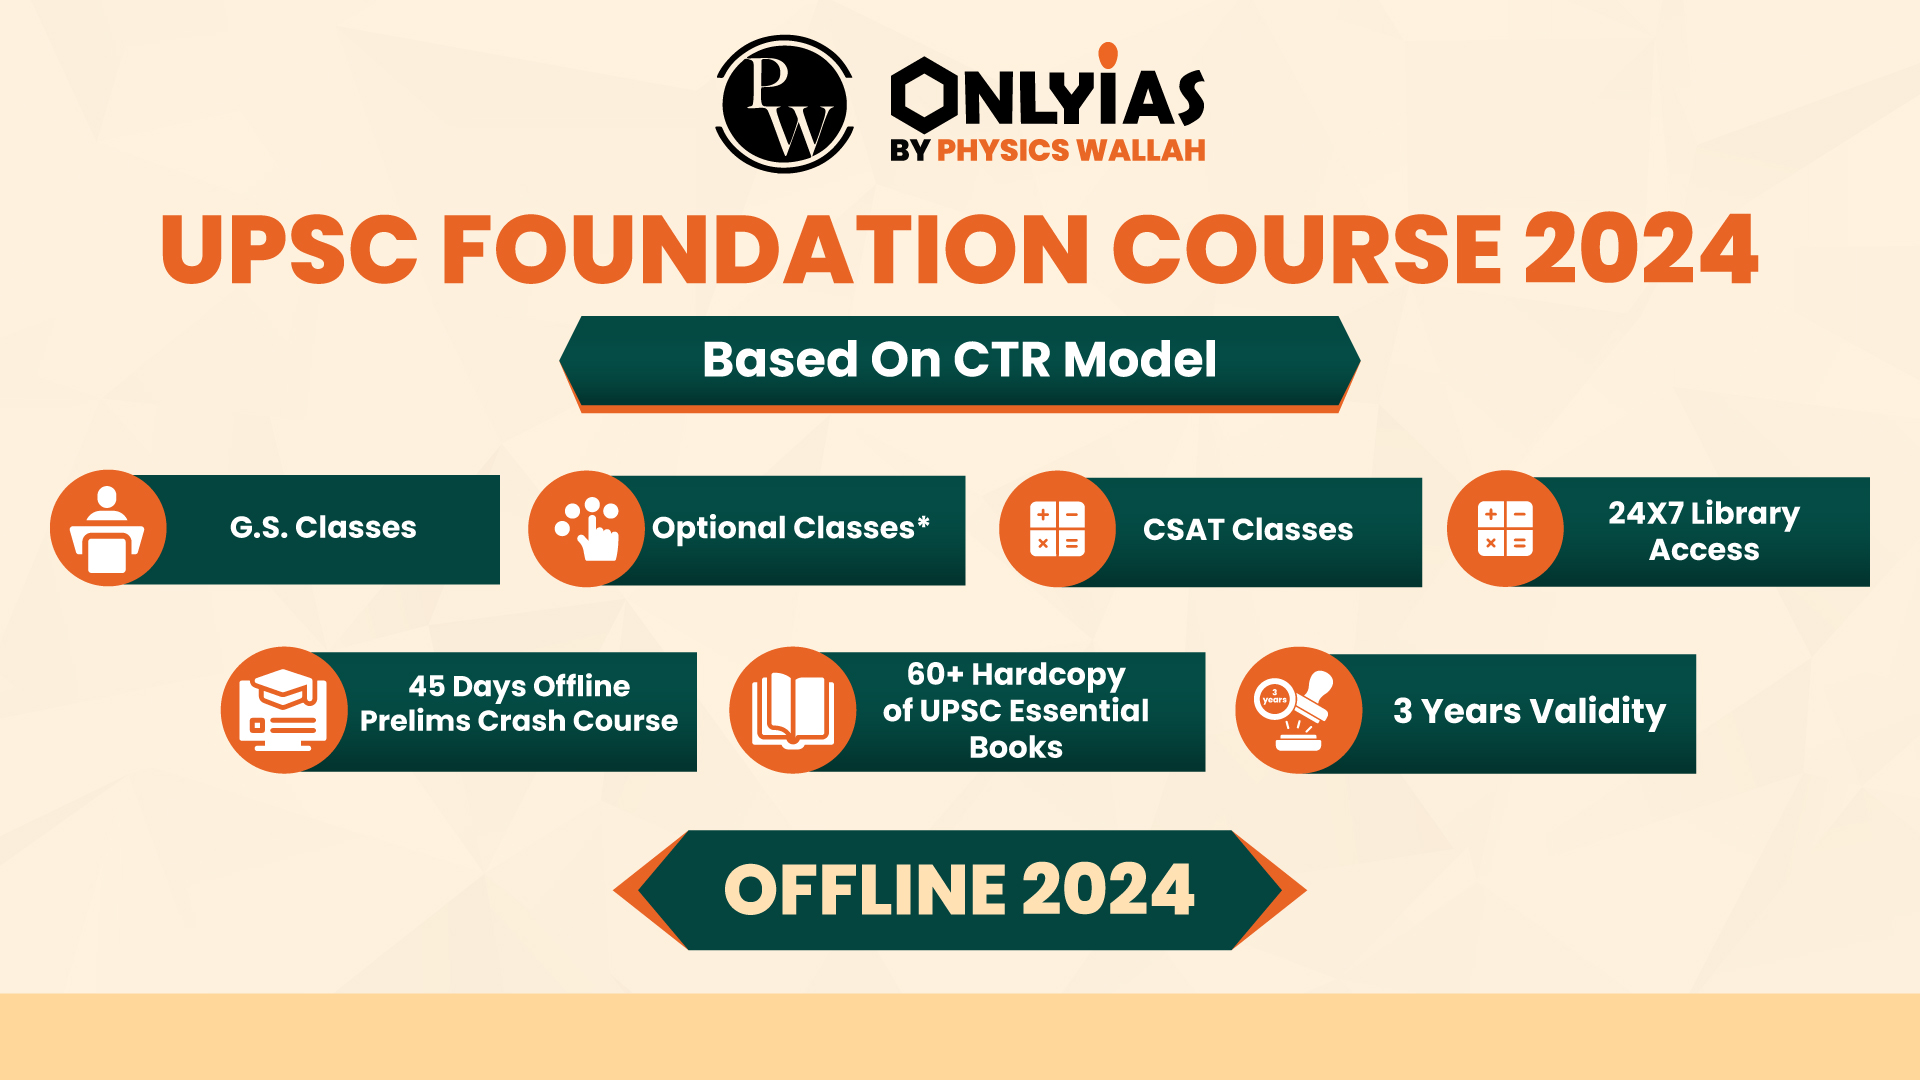 PW
ONLYIAS
BY PHYSICS WALLAH
UPSC FOUNDATION COURSE 2024
Based On CTR Model
G.S. Classes
Optional Classes*
CSAT Classes
24X7 Library
Access
45 Days Offline
Prelims Crash Course
60+ Hardcopy
of UPSC Essential
Books
3
years
3 Years Validity
OFFLINE 2024